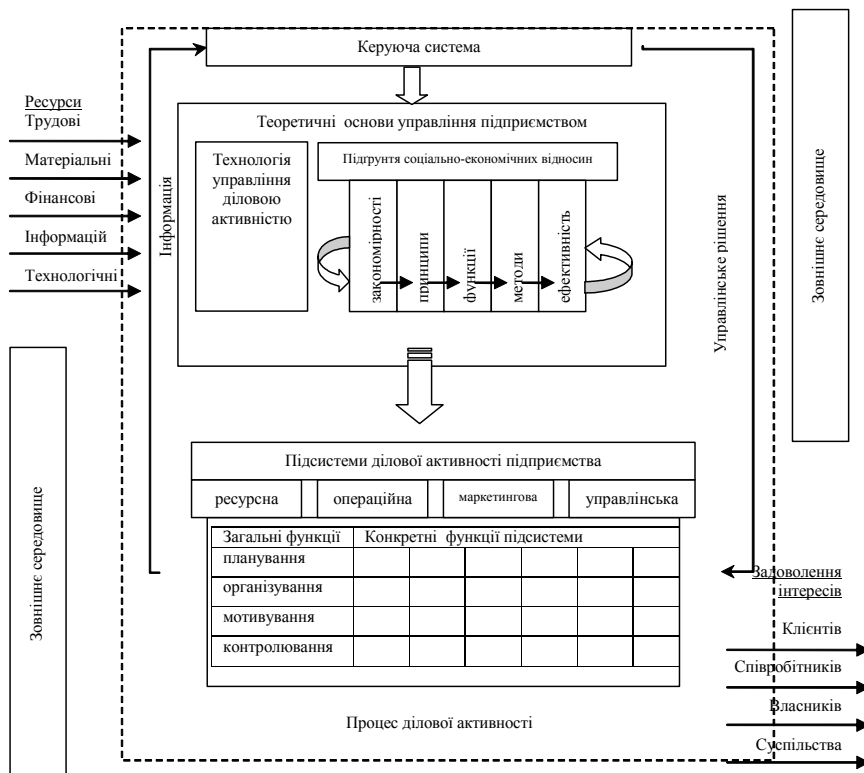 Керуюча система
Зовнішнє середовище
Ресурси
Трудові
Матеріальні
Фінансові
Інформацій
Технологічні
Інформація
Теоретичні основи управління підприємством
Технологія
управління
діловою
активністю
Підґрунтя соціально-економічних відносин
закономірності
принципи
функції
методи
ефективність
Управлінське рішення
Зовнішнє середовище
Підсистеми ділової активності підприємства
ресурсна
операційна
маркетингова
управлінська
Загальні функції
Конкретні функції підсистеми
планування
організування
мотивування
контролювання
Процес ділової активності
Задоволення
інтересів
Клієнтів
Співробітників
Власників
Суспільства